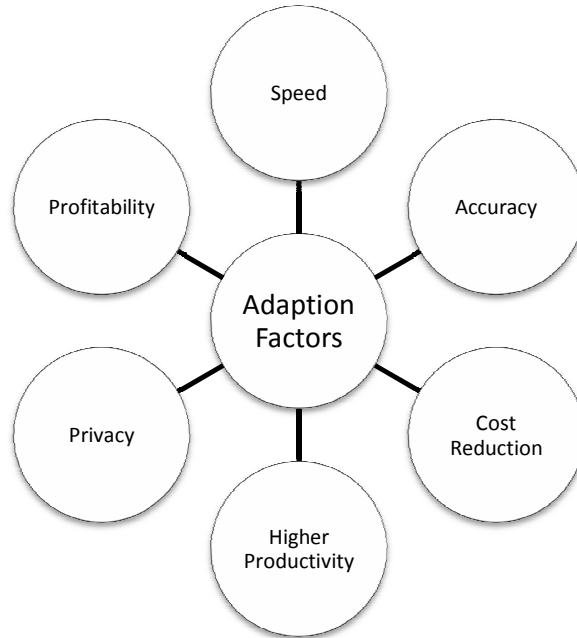 Speed
Profitability
Accuracy
Adaption
Factors
Privacy
Cost
Reduction
Higher
Productivity